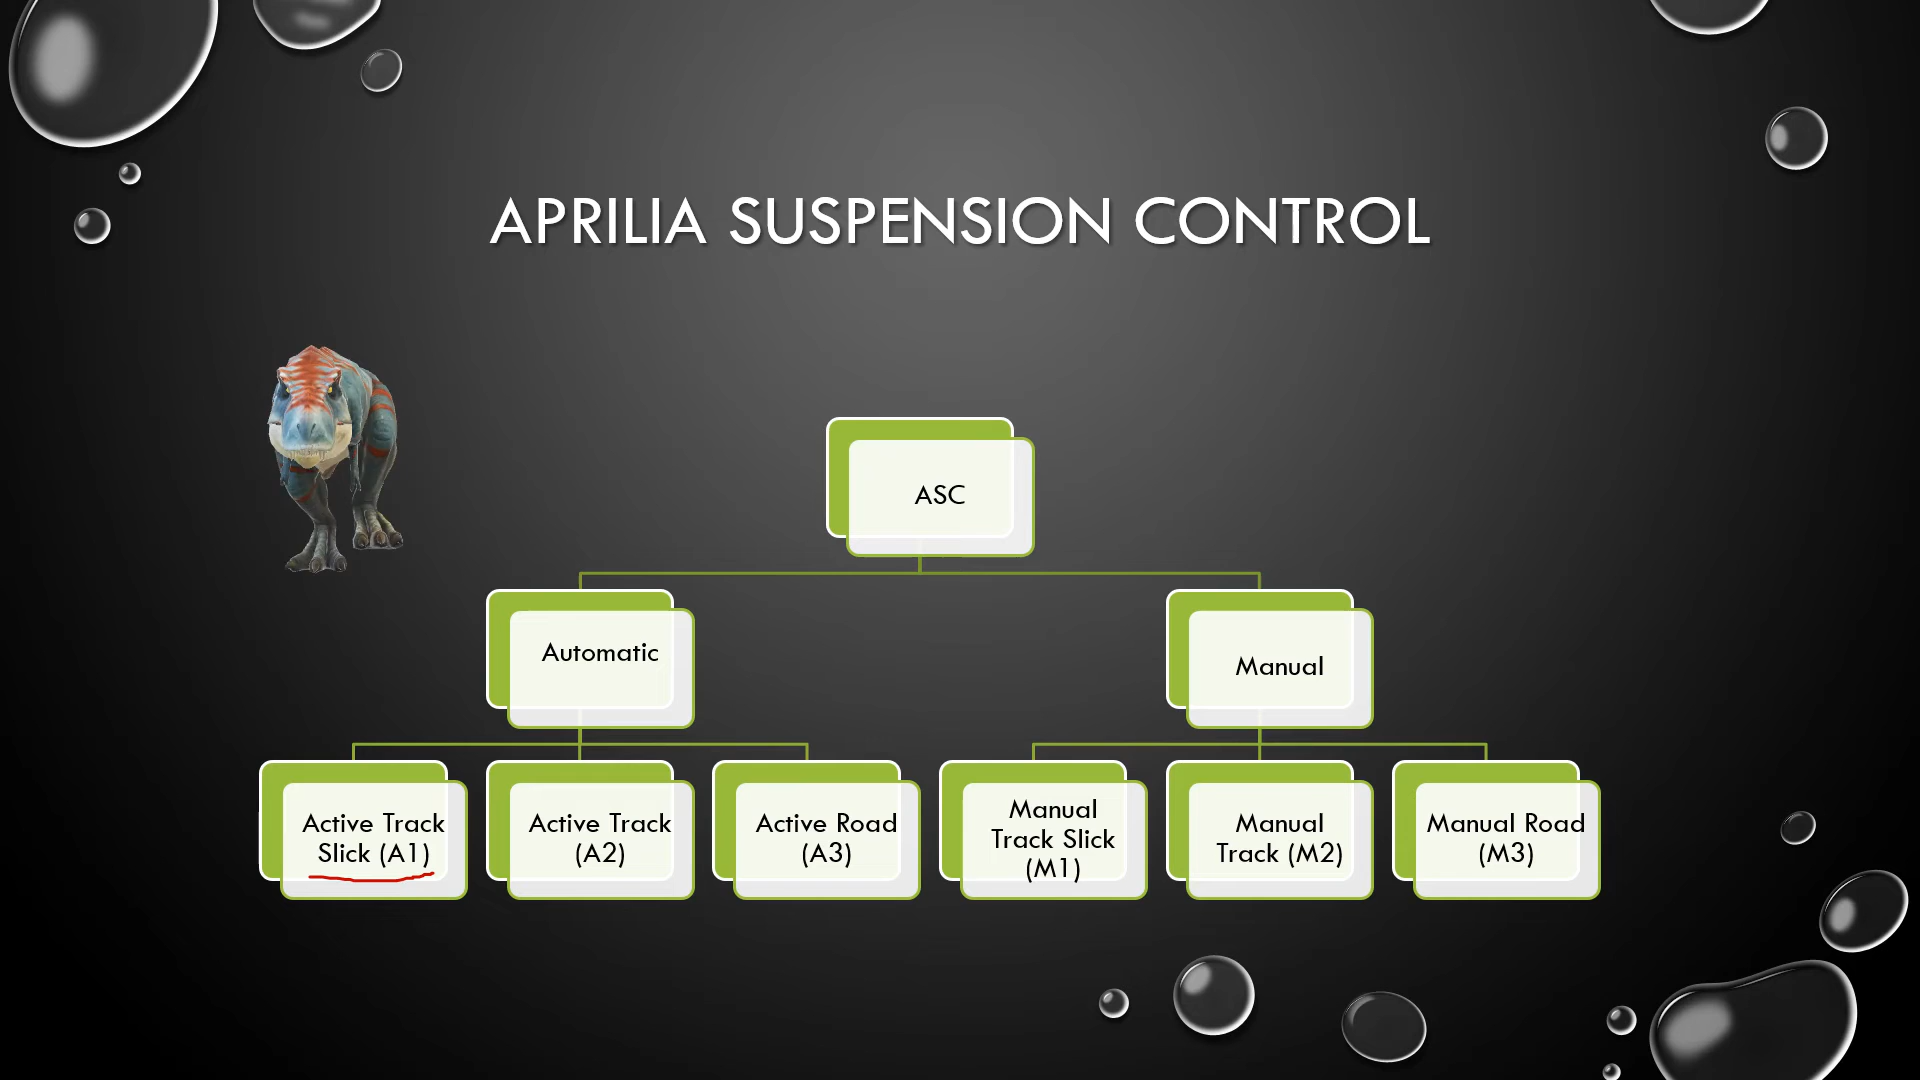 APRILIA SUSPENSION CONTROL
ASC
Automatic
Manual
Active Track
Slick (A1)
Active Track
(A2)
Active Road
(A3)
Manual
Track Slick
(M1)
Manual
Track (M2)
Manual Road
(M3)